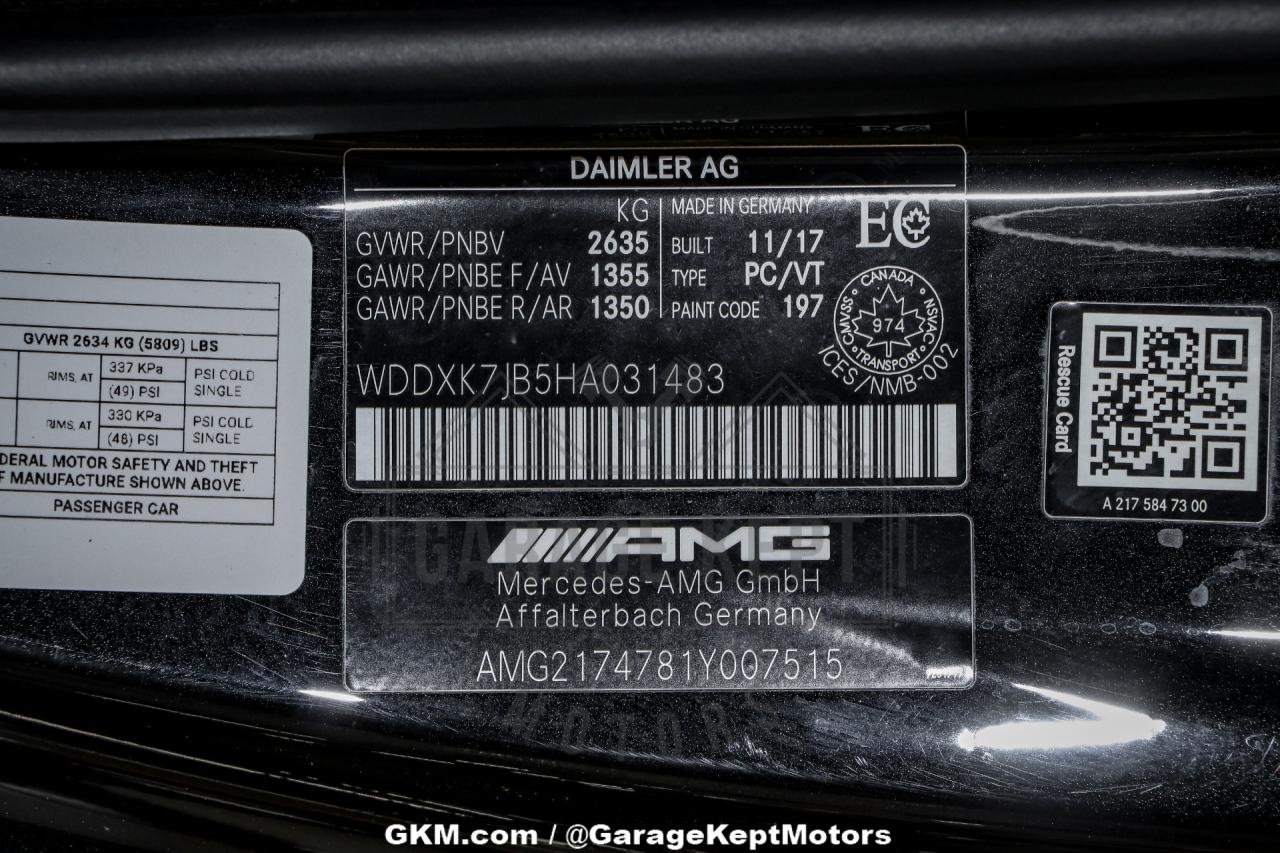 DAIMLER AG
KG
GVWR/PNBV 2635
GAWR/PNBE F/AV 1355
GAWR/PNBE R/AR 1350
MADE IN GERMANY
BUILT 11/17
TYPE PC/VT
PAINT CODE 197
EC
CANADA
CMVSS NSVAC
974
TRANSPORT
ICES/NMB-002
WDDXK7JB5HA031483
GVWR 2634 KG (5809) LBS
RIMS, AT 337 KPa PSI COLD
(49) PSI SINGLE
RIMS, AT 330 KPa PSI COLD
(48) PSI SINGLE
DERAL MOTOR SAFETY AND THEFT
F MANUFACTURE SHOWN ABOVE.
PASSENGER CAR
Rescue Card
A 217 584 73 00
AMG
Mercedes-AMG GmbH
Affalterbach Germany
AMG2174781Y007515
GARAGE KEPT
MOTORS
GKM.com / @GarageKeptMotors